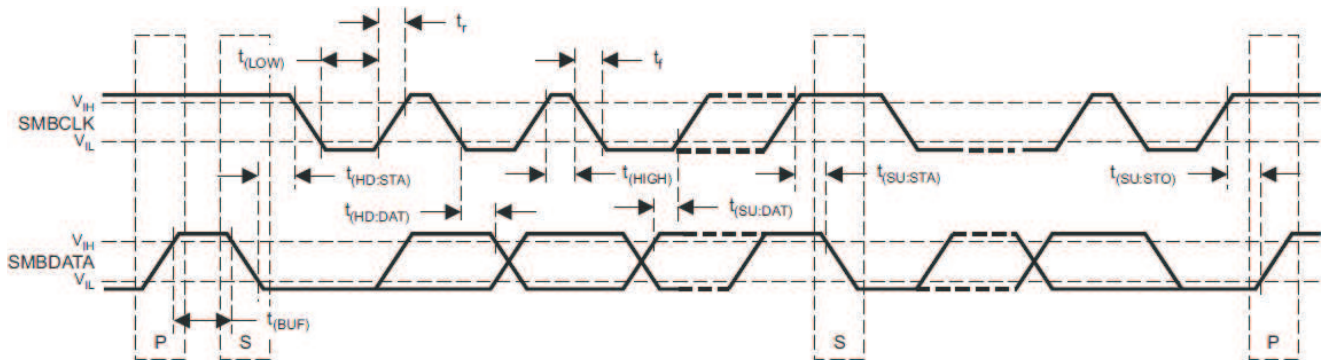 t(LOW)
tr
tf
VIH
SMBCLK
VIL
t(HD:STA)
t(HIGH)
t(SU:STA)
t(SU:STO)
t(HD:DAT)
t(SU:DAT)
VIH
SMBDATA
VIL
t(BUF)
P
S
S
P